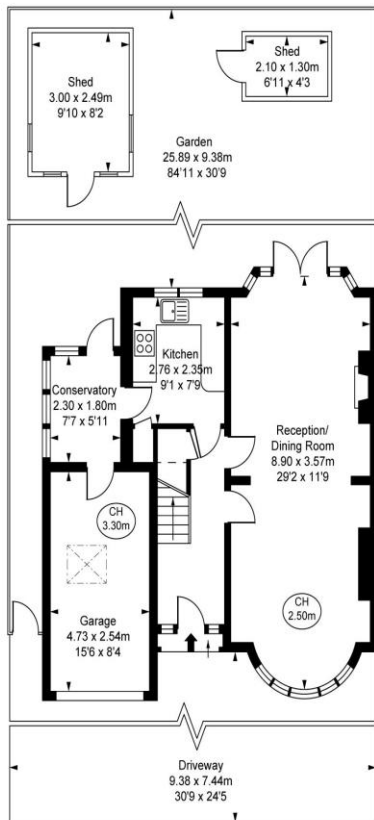 Shed
3.00 x 2.49m
9'10 x 8'2
Shed
2.10 x 1.30m
6'11 x 4'3
Garden
25.89 x 9.38m
84'11 x 30'9
Kitchen
2.76 x 2.35m
9'1 x 7'9
Conservatory
2.30 x 1.80m
7'7 x 5'11
Reception/
Dining Room
8.90 x 3.57m
29'2 x 11'9
CH
3.30m
CH
2.50m
Garage
4.73 x 2.54m
15'6 x 8'4
Driveway
9.38 x 7.44m
30'9 x 24'5